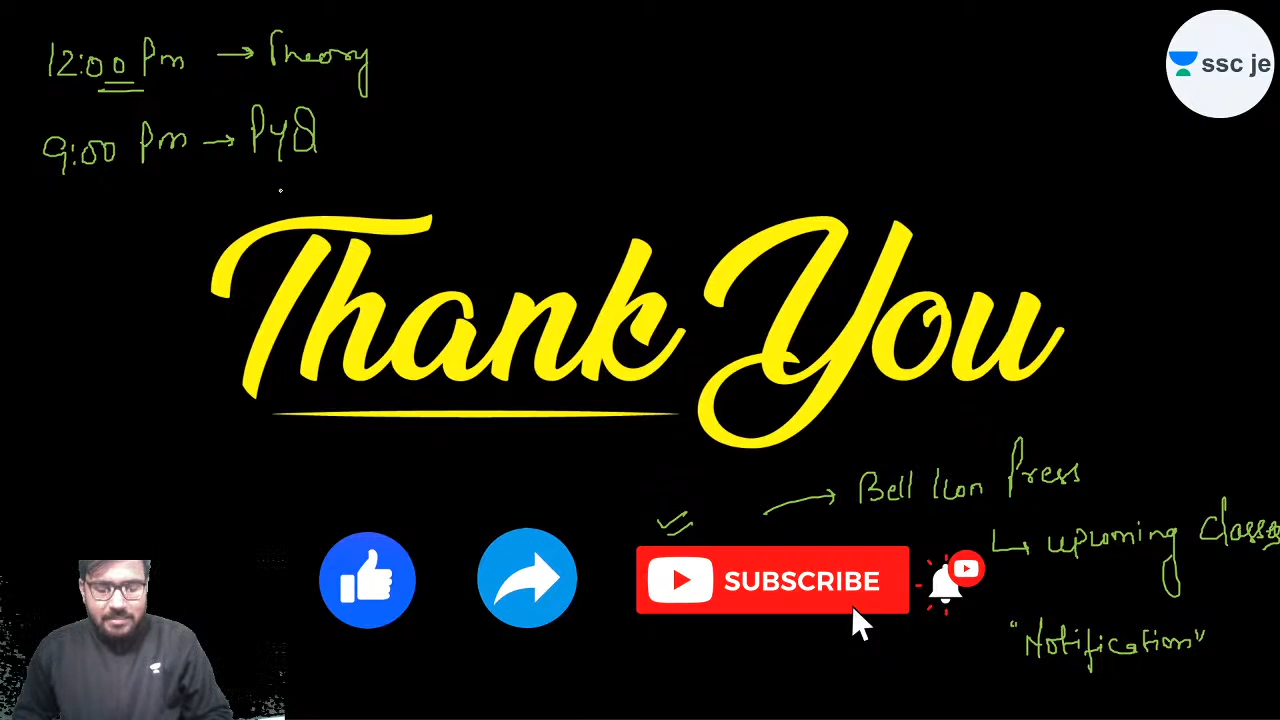 12:00 Pm → Theory
ssc je
9:00 Pm → PYQ
Thank You
→ Bell Icon Press
↳ upcoming classes
SUBSCRIBE
"Notification"